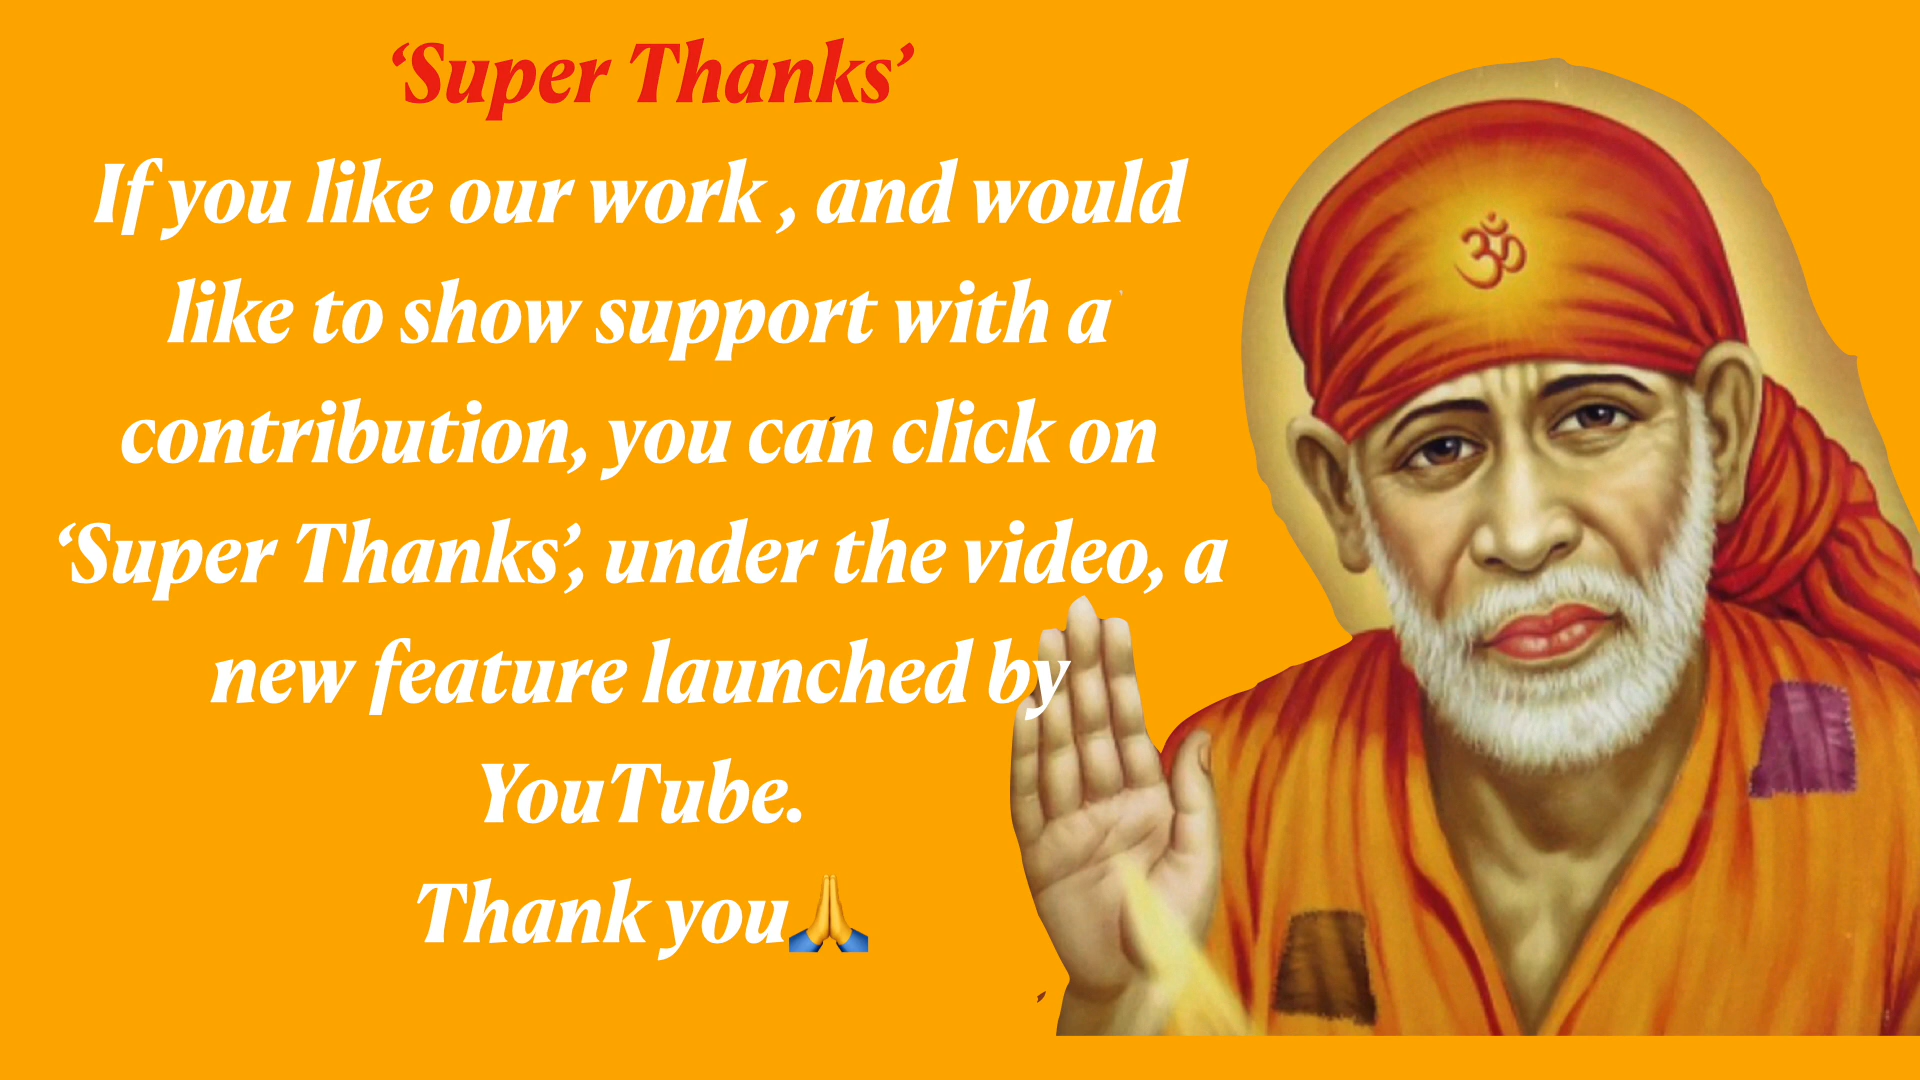 ‘Super Thanks’
If you like our work , and would
like to show support with a
contribution, you can click on
‘Super Thanks’, under the video, a
new feature launched by
YouTube.
Thank you🙏
ॐ